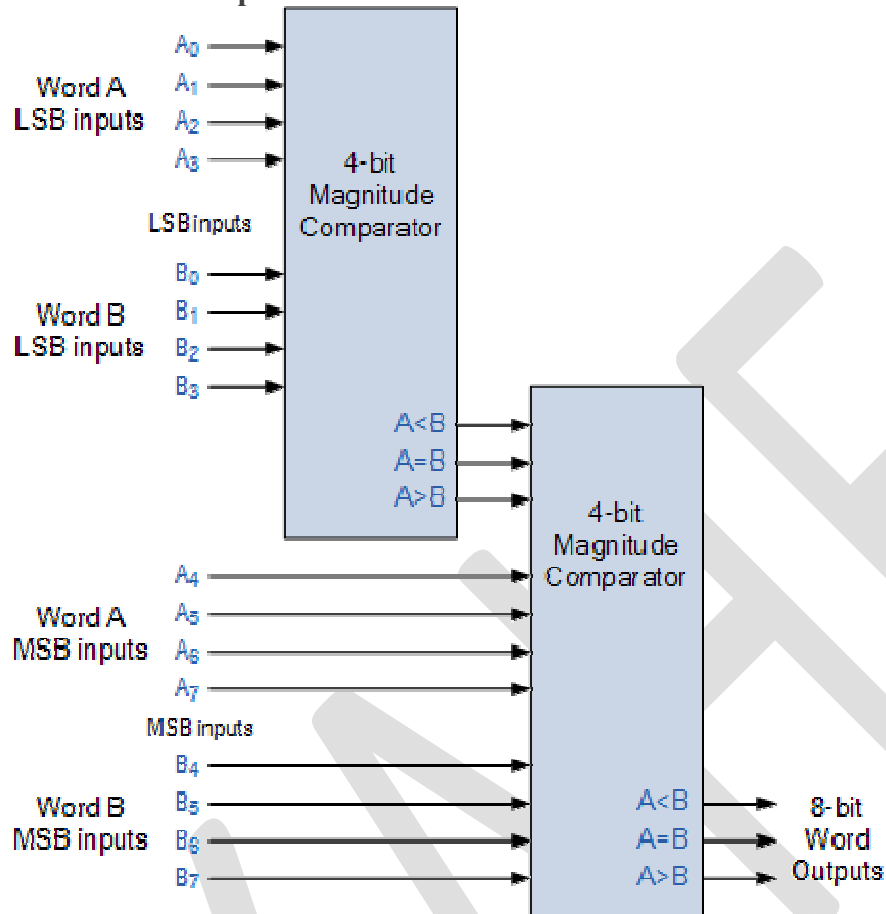 A₀
A₁
Word A
LSB inputs
A₂
A₃
4-bit
Magnitude
Comparator
LSB inputs
B₀
B₁
Word B
LSB inputs
B₂
B₃
A<B
A=B
A>B
4-bit
Magnitude
Comparator
A₄
A₅
Word A
MSB inputs
A₆
A₇
MSB inputs
B₄
B₅
Word B
MSB inputs
B₆
B₇
A<B
A=B
A>B
8-bit
Word
Outputs